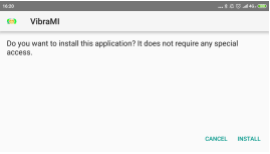 16:20
VibraMI
Do you want to install this application? It does not require any special
access.
CANCEL INSTALL